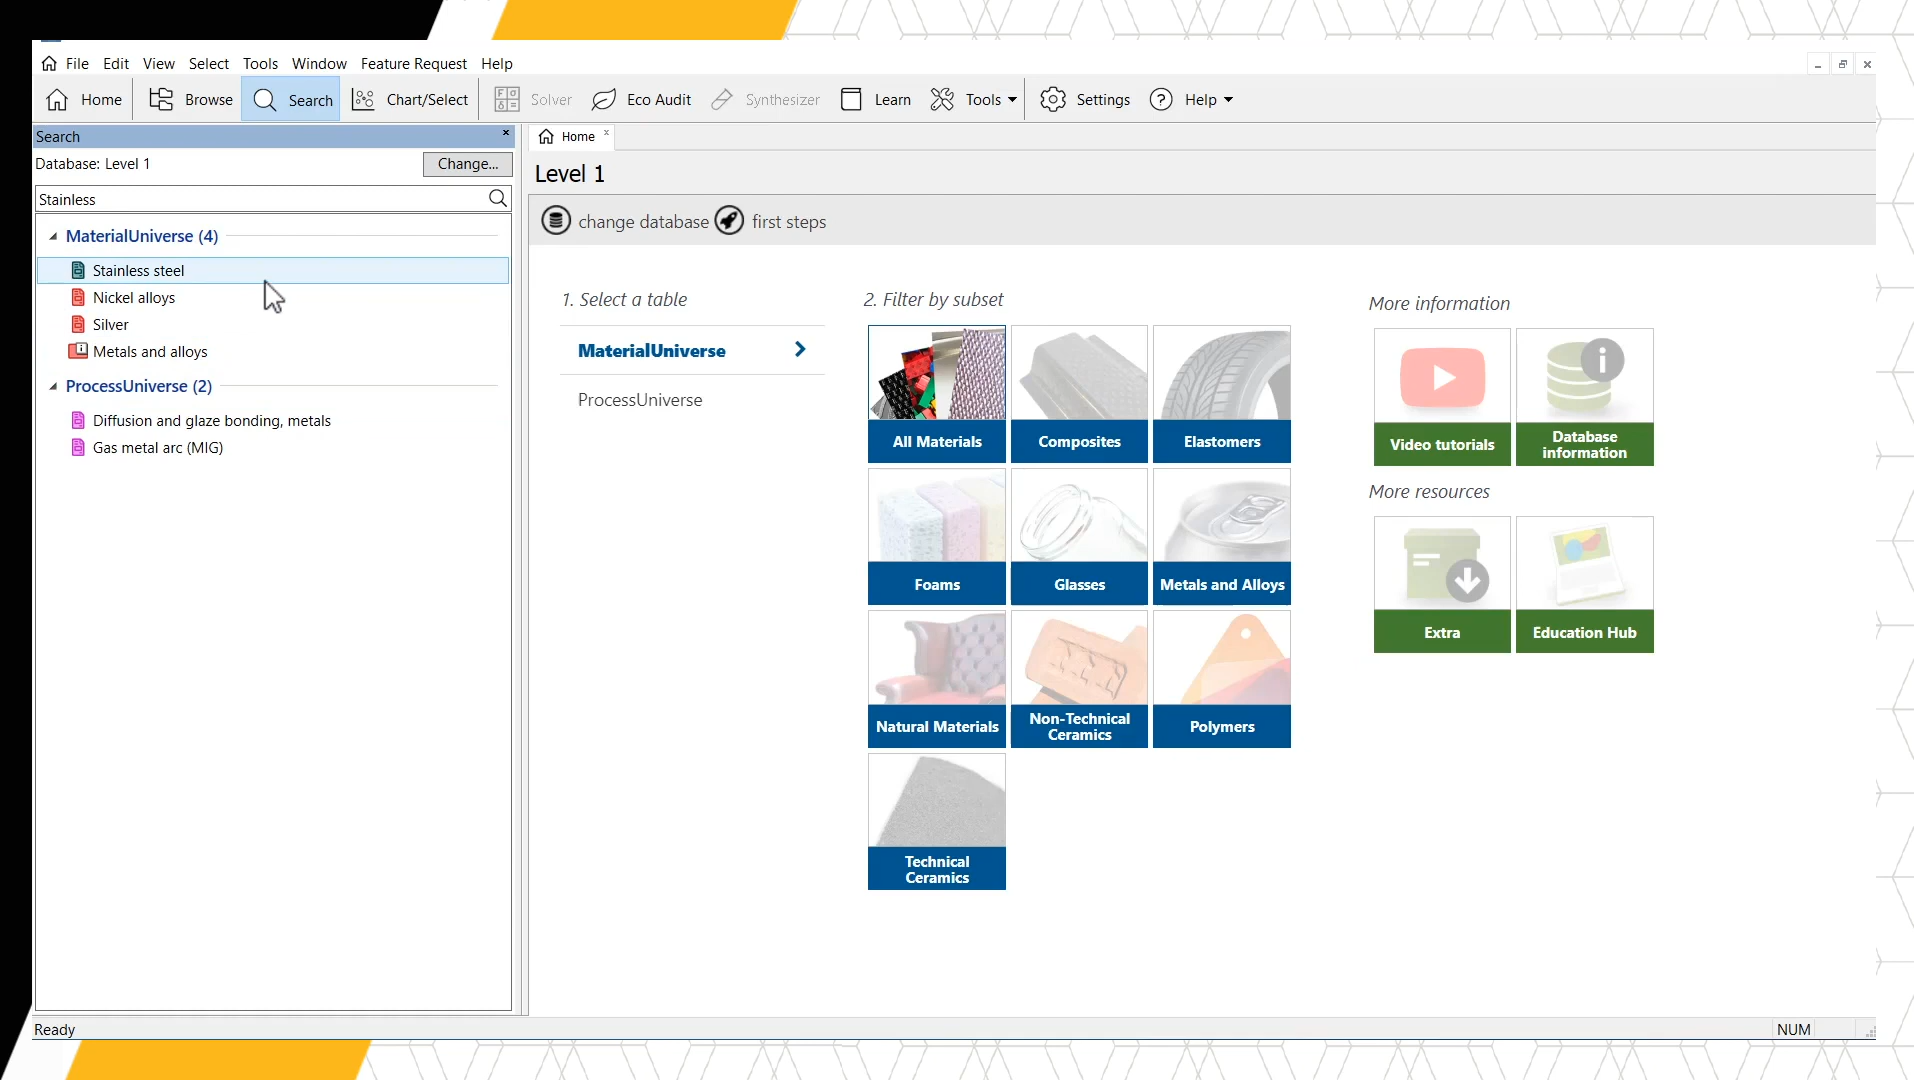 File Edit View Select Tools Window Feature Request Help
Home Browse Search Chart/Select Solver Eco Audit Synthesizer Learn Tools Settings Help
Search
Database: Level 1 Change...
Stainless
MaterialUniverse (4)
Stainless steel
Nickel alloys
Silver
Metals and alloys
ProcessUniverse (2)
Diffusion and glaze bonding, metals
Gas metal arc (MIG)
Home
Level 1
change database first steps
1. Select a table
MaterialUniverse
ProcessUniverse
2. Filter by subset
All Materials
Composites
Elastomers
Foams
Glasses
Metals and Alloys
Natural Materials
Non-Technical
Ceramics
Polymers
Technical
Ceramics
More information
Video tutorials
Database
information
More resources
Extra
Education Hub
Ready
NUM